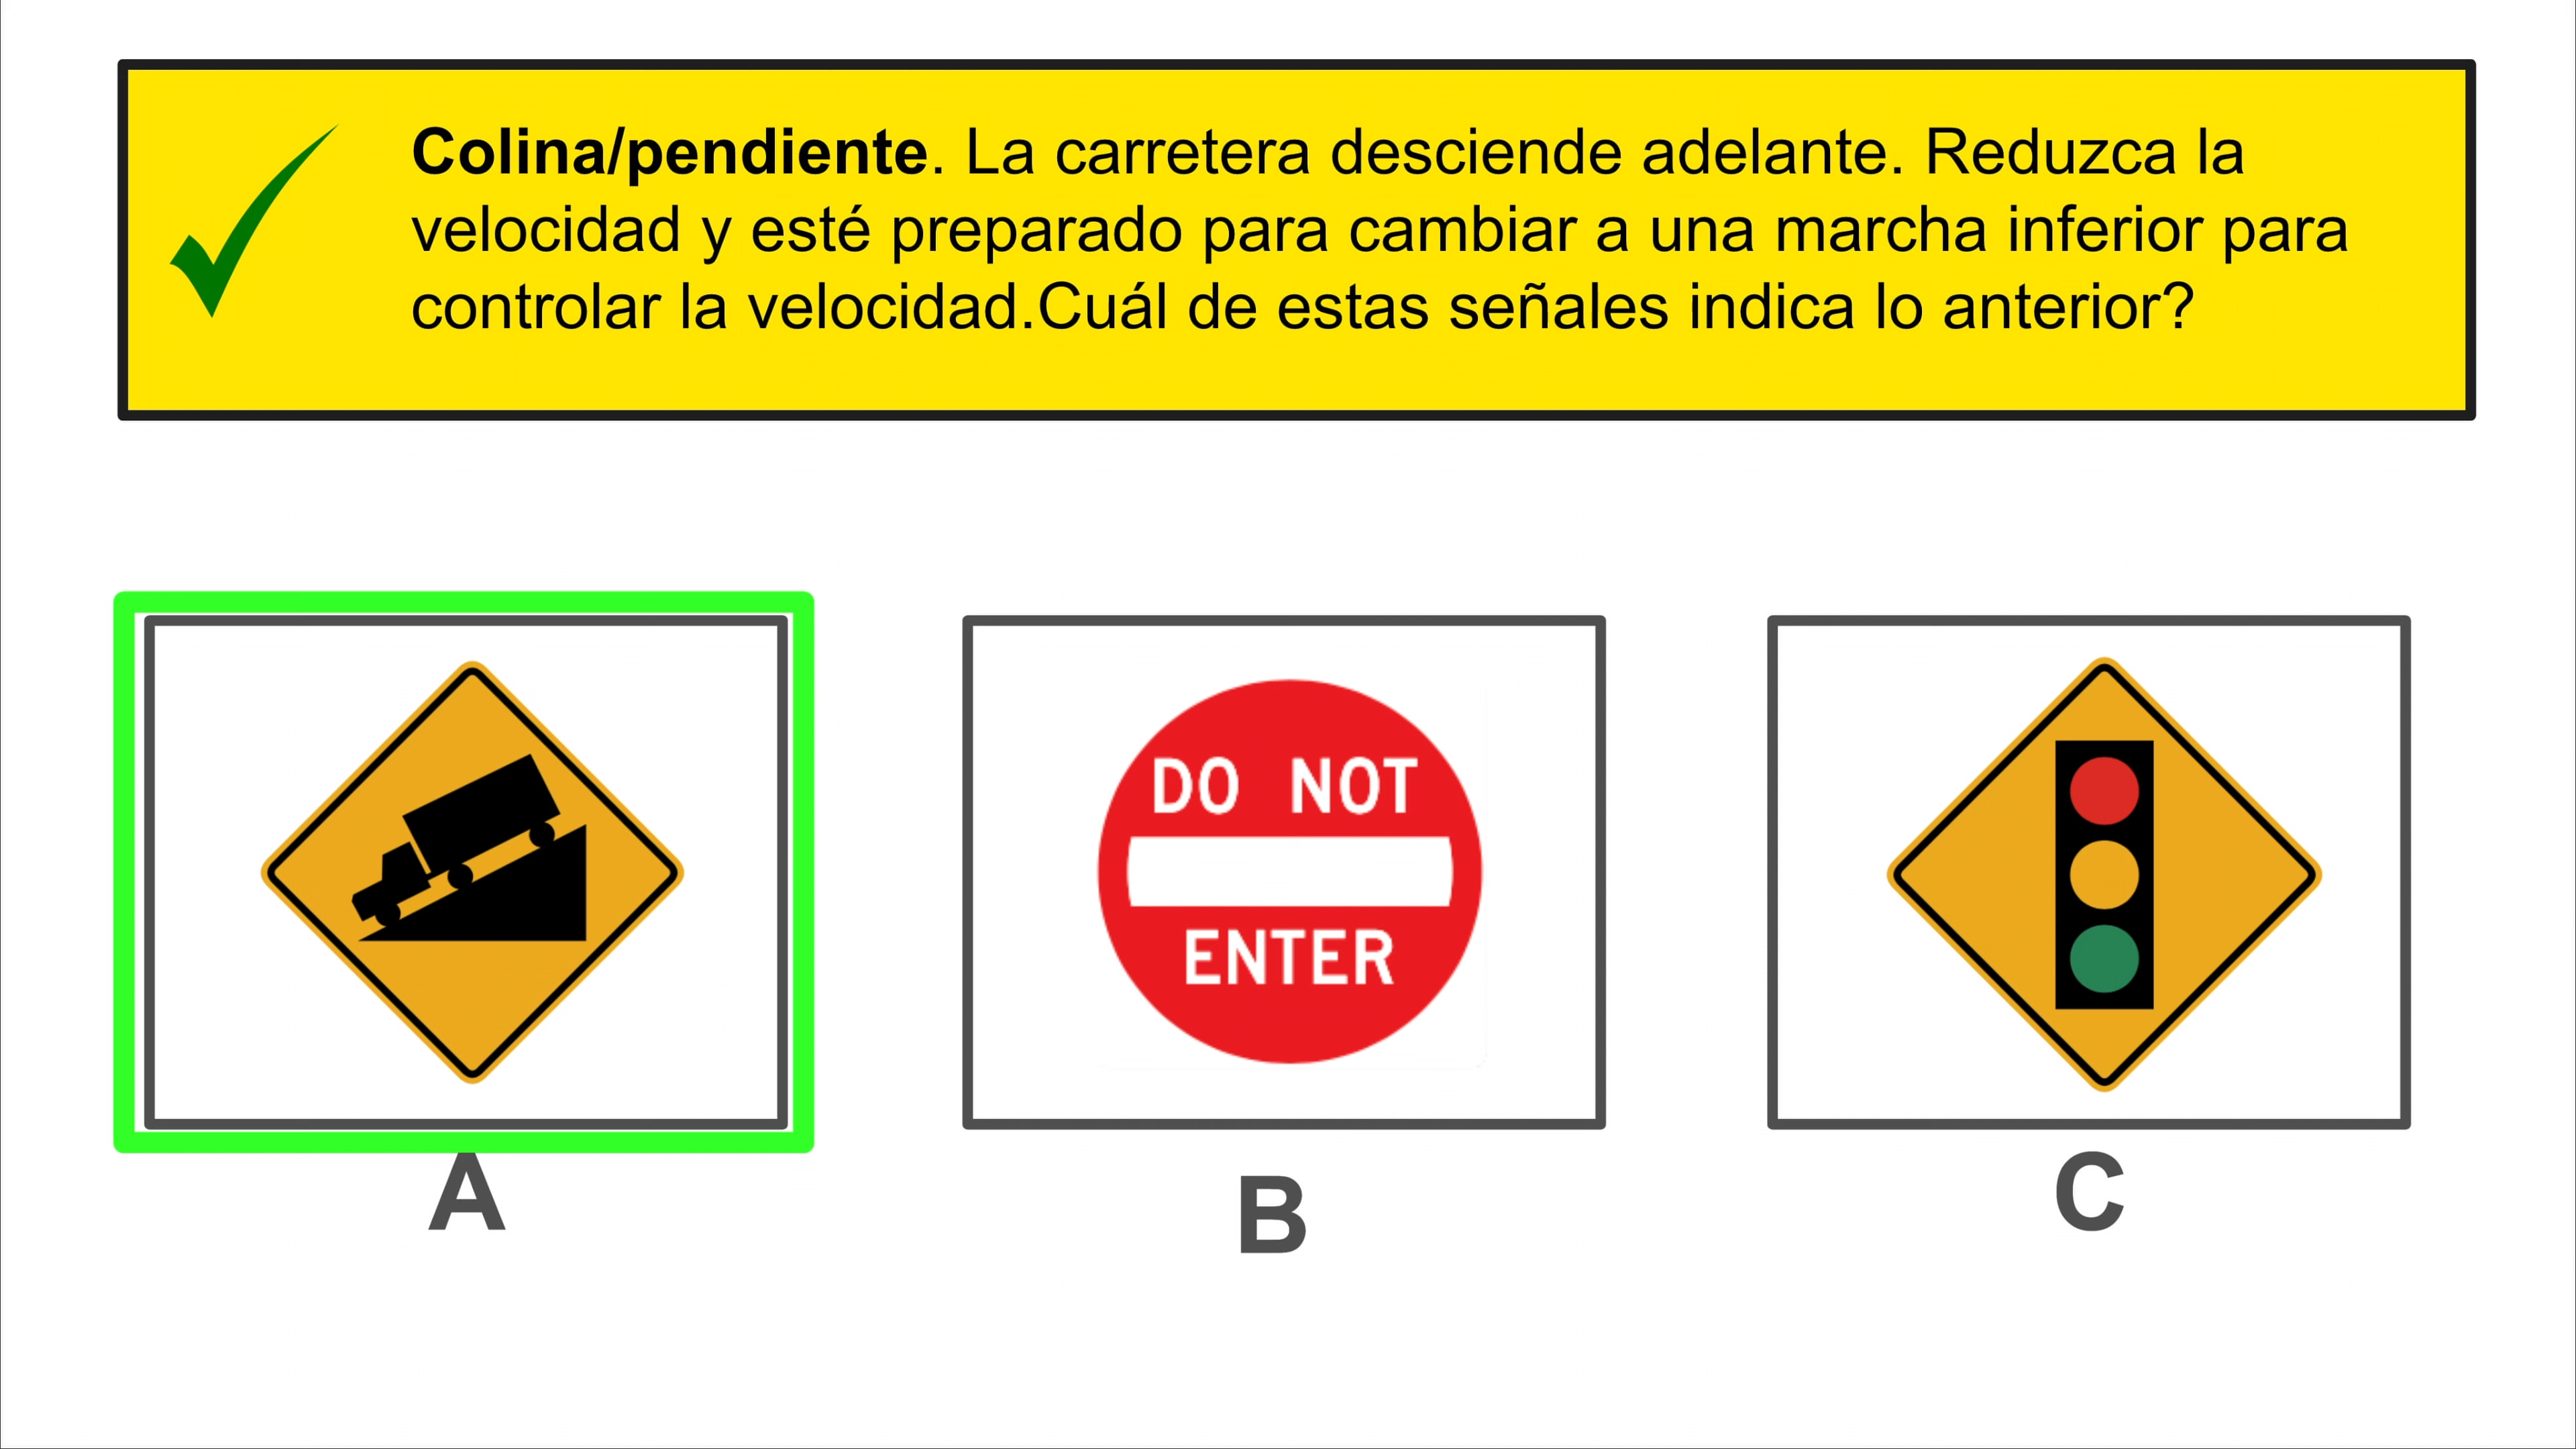 Colina/pendiente. La carretera desciende adelante. Reduzca la
velocidad y esté preparado para cambiar a una marcha inferior para
controlar la velocidad.Cuál de estas señales indica lo anterior?
DO NOT
ENTER
A
B
C